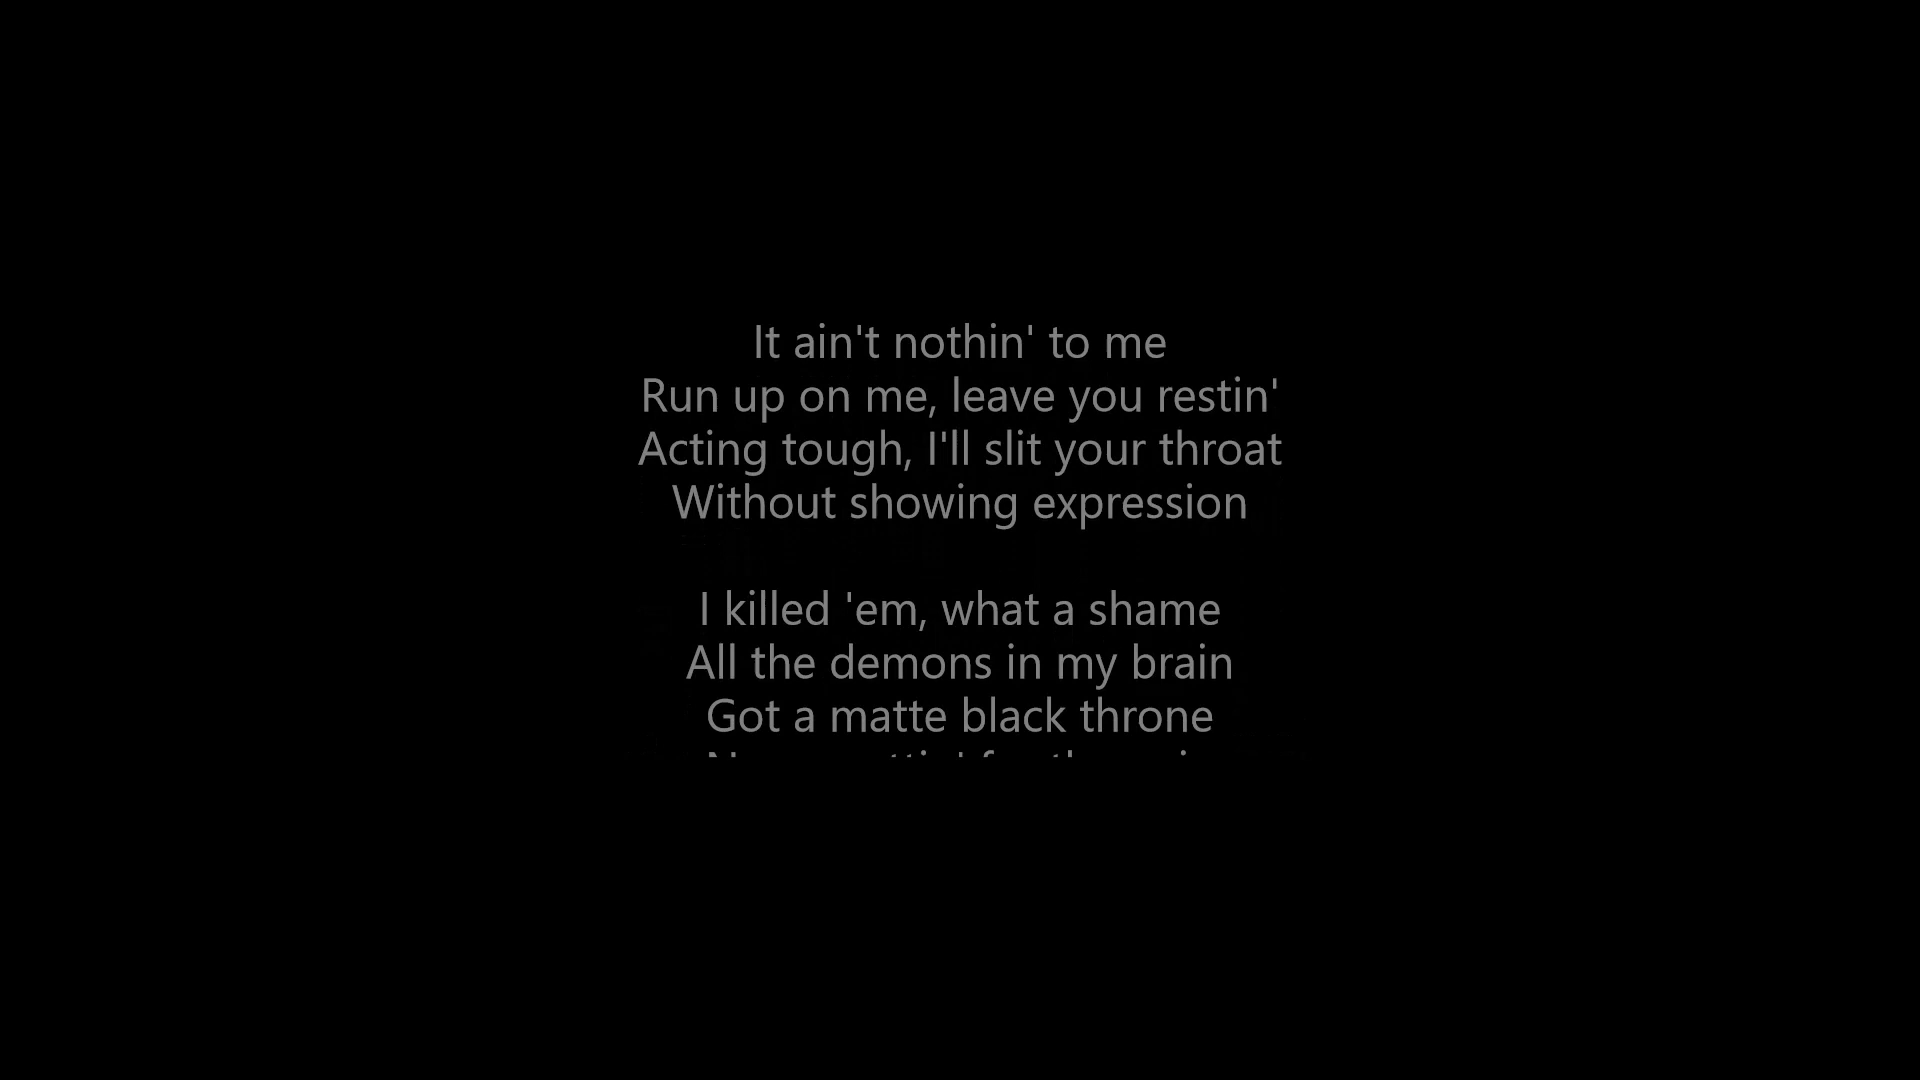 It ain't nothin' to me
Run up on me, leave you restin'
Acting tough, I'll slit your throat
Without showing expression
I killed 'em, what a shame
All the demons in my brain
Got a matte black throne